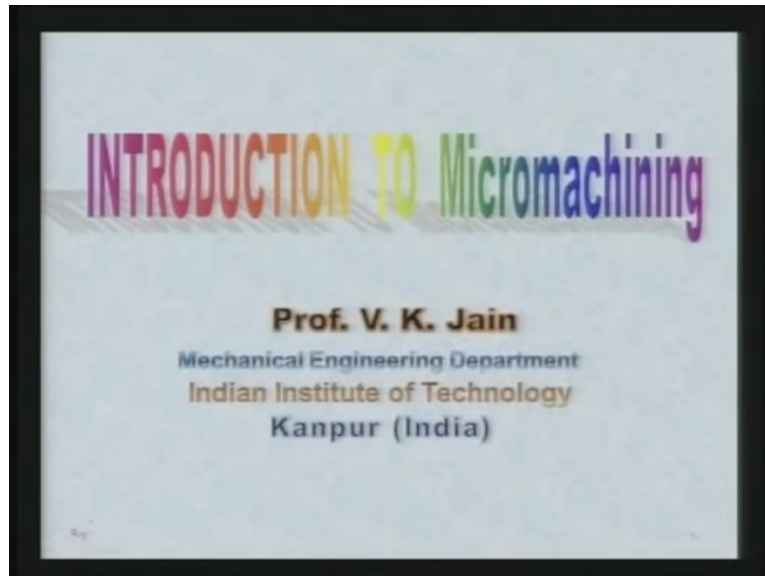 INTRODUCTION TO Micromachining
Prof. V. K. Jain
Mechanical Engineering Department
Indian Institute of Technology
Kanpur (India)